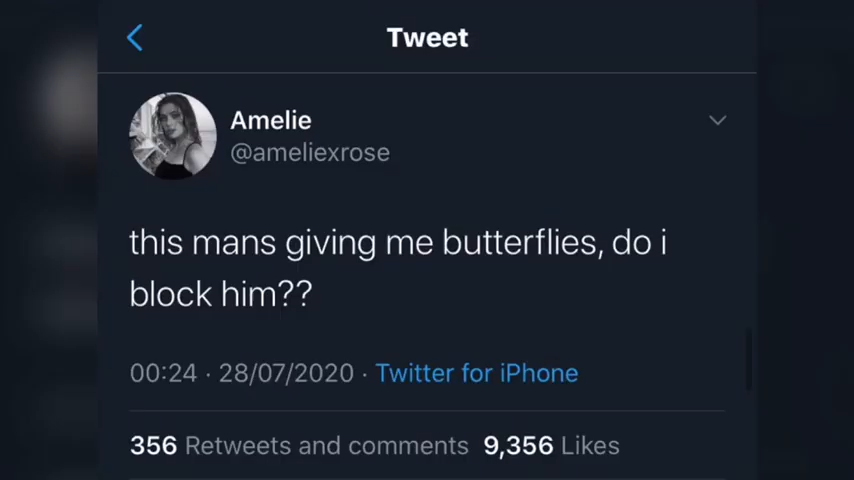 Tweet
Amelie
@ameliexrose
this mans giving me butterflies, do i
block him??
00:24 · 28/07/2020 · Twitter for iPhone
356 Retweets and comments 9,356 Likes